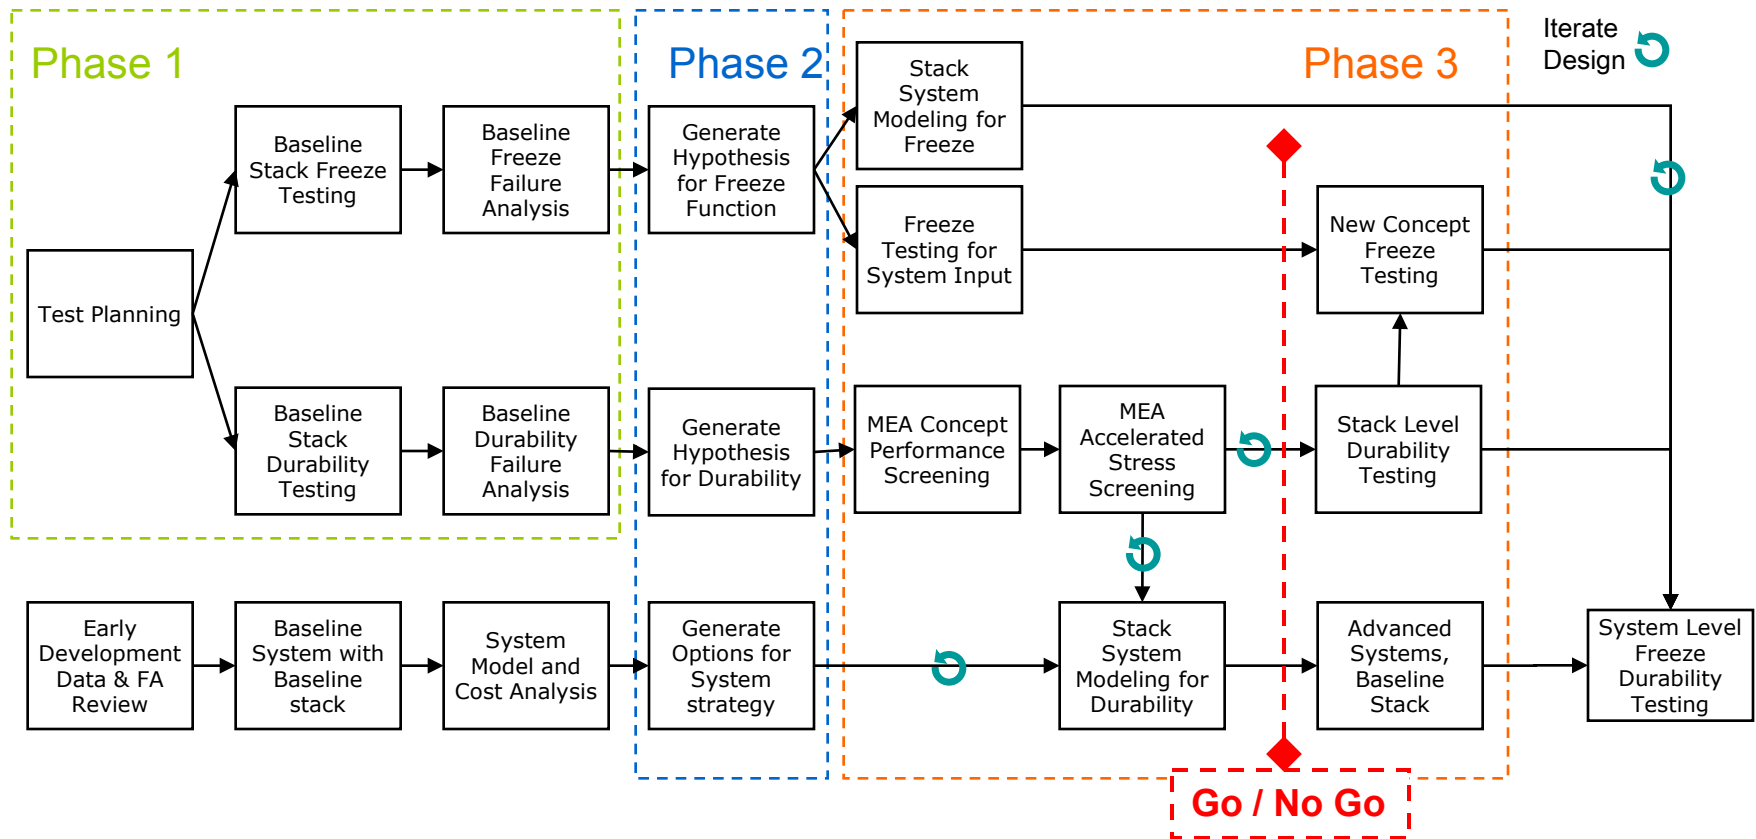 Phase 1
Phase 2
Phase 3
Iterate
Design
Baseline
Stack Freeze
Testing
Baseline
Freeze
Failure
Analysis
Generate
Hypothesis
for Freeze
Function
Stack
System
Modeling for
Freeze
Freeze
Testing for
System Input
New Concept
Freeze
Testing
Test Planning
Baseline
Stack
Durability
Testing
Baseline
Durability
Failure
Analysis
Generate
Hypothesis
for Durability
MEA Concept
Performance
Screening
MEA
Accelerated
Stress
Screening
Stack Level
Durability
Testing
Early
Development
Data & FA
Review
Baseline
System with
Baseline
stack
System
Model and
Cost Analysis
Generate
Options for
System
strategy
Stack
System
Modeling for
Durability
Advanced
Systems,
Baseline
Stack
System Level
Freeze
Durability
Testing
Go / No Go